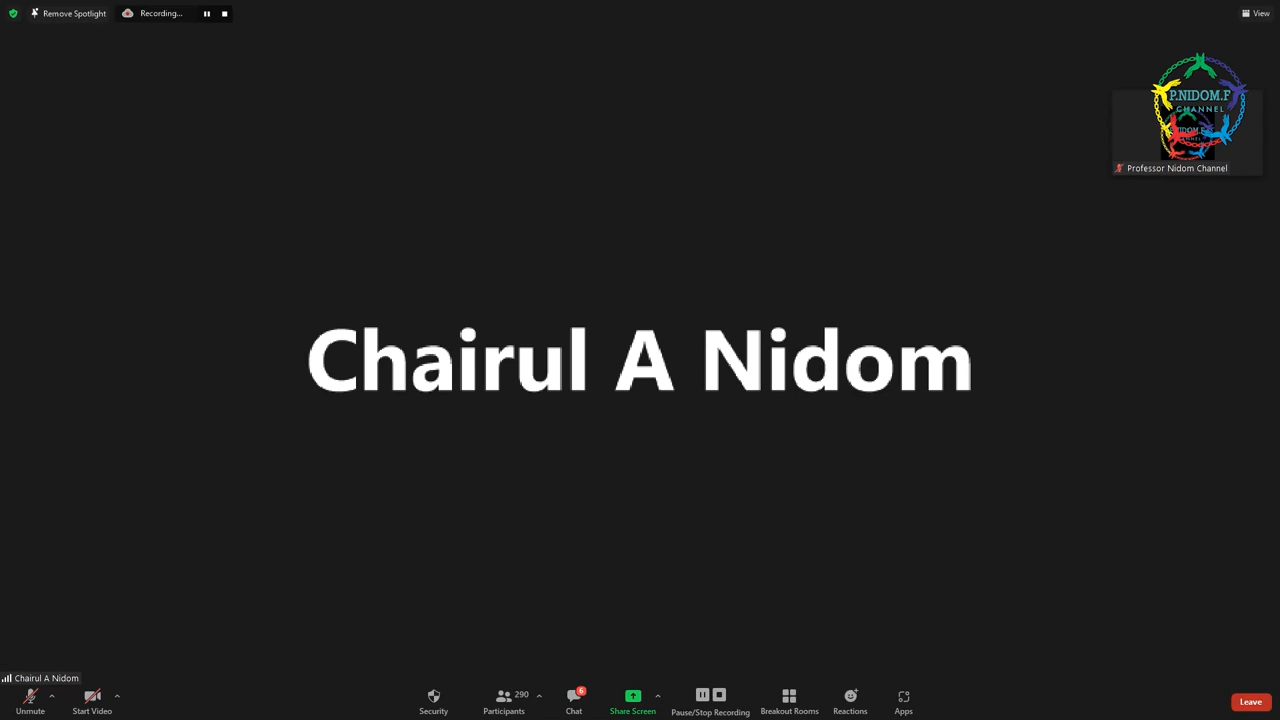 Remove Spotlight
Recording...
View
P.NIDOM.F
CHANNEL
Professor Nidom Channel
Chairul A Nidom
Chairul A Nidom
Unmute
Start Video
Security
290
Participants
6
Chat
Share Screen
Pause/Stop Recording
Breakout Rooms
Reactions
Apps
Leave